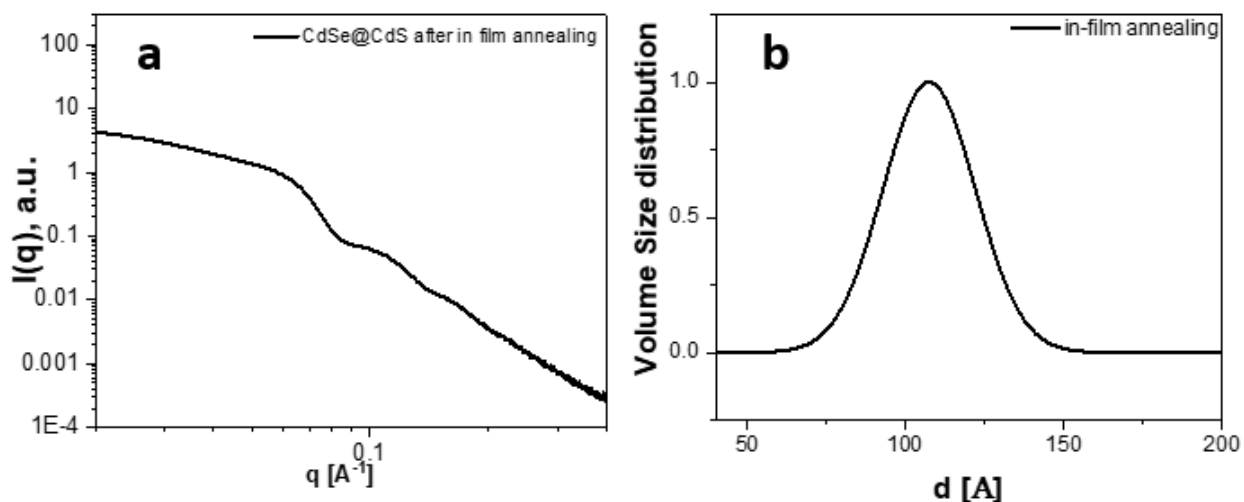 a
CdSe@CdS after in film annealing
100
10
1
0.1
0.01
0.001
1E-4
I(q), a.u.
0.1
q [A-1]
b
in-film annealing
1.0
0.5
0.0
Volume Size distribution
50
100
150
200
d [A]